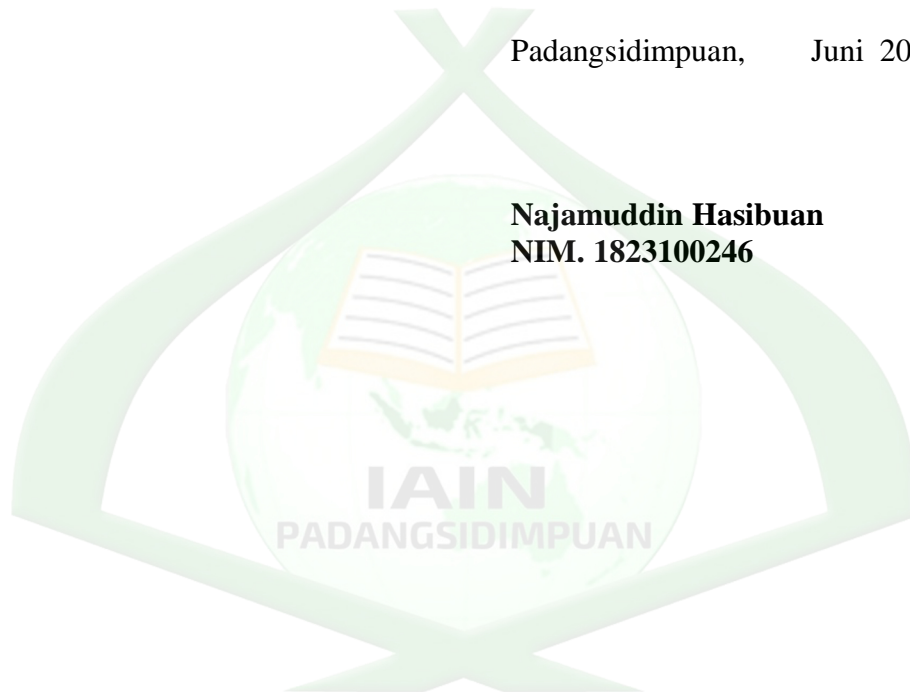 Padangsidimpuan, Juni 20
Najamuddin Hasibuan
NIM. 1823100246
IAIN
PADANGSIDIMPUAN